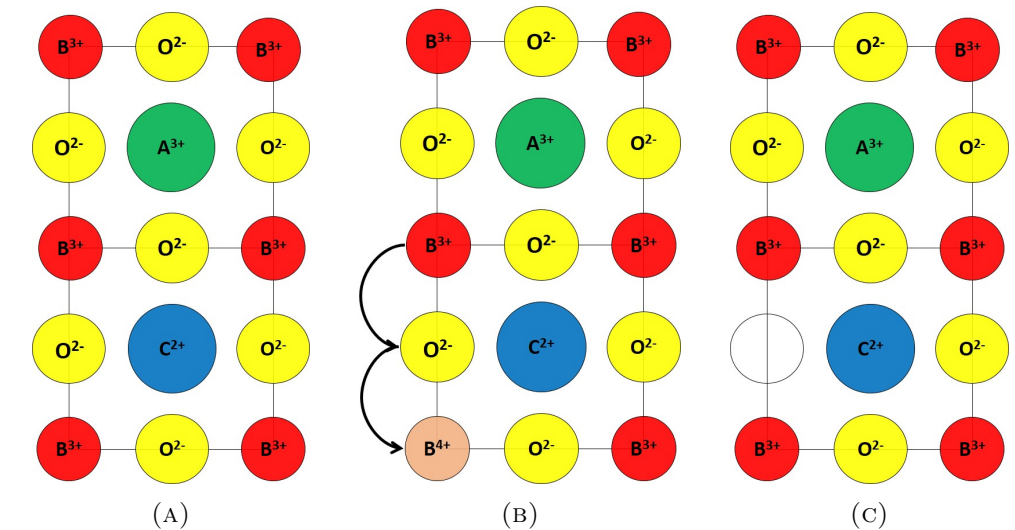 B³⁺ O²⁻ B³⁺
O²⁻ A³⁺ O²⁻
B³⁺ O²⁻ B³⁺
O²⁻ C²⁺ O²⁻
B³⁺ O²⁻ B³⁺
(A)
B³⁺ O²⁻ B³⁺
O²⁻ A³⁺ O²⁻
B³⁺ O²⁻ B³⁺
O²⁻ C²⁺ O²⁻
B⁴⁺ O²⁻ B³⁺
(B)
B³⁺ O²⁻ B³⁺
O²⁻ A³⁺ O²⁻
B³⁺ O²⁻ B³⁺
C²⁺ O²⁻
B³⁺ O²⁻ B³⁺
(C)